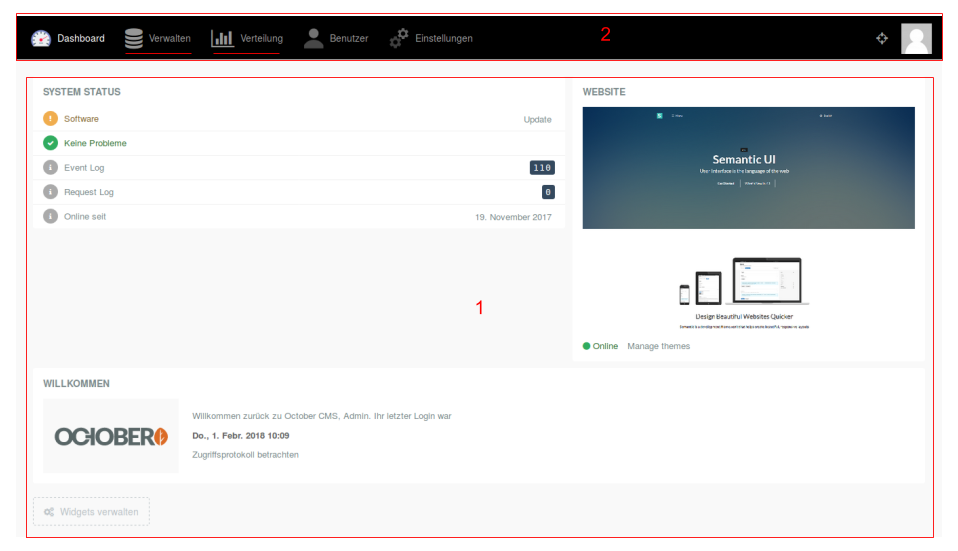 Dashboard Verwalten Verteilung Benutzer Einstellungen 2
SYSTEM STATUS
Software Update
Keine Probleme
Event Log 110
Request Log 0
Online seit 19. November 2017
1
WEBSITE
Semantic UI
User Interface is the language of the web
Design Beautiful Websites Quicker
Online Manage themes
WILLKOMMEN
OCTOBER
Willkommen zurück zu October CMS, Admin. Ihr letzter Login war
Do., 1. Febr. 2018 10:09
Zugriffsprotokoll betrachten
Widgets verwalten